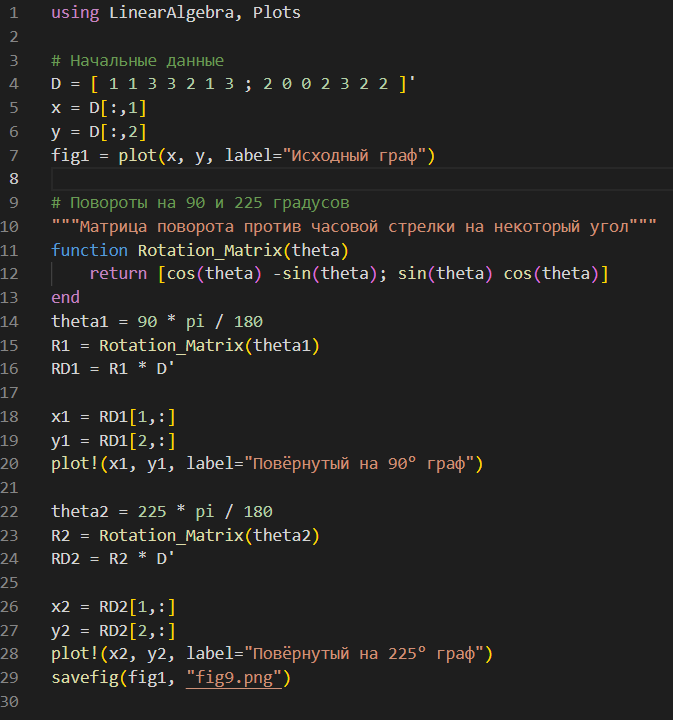 1 using LinearAlgebra, Plots
2
3 # Начальные данные
4 D = [ 1 1 3 3 2 1 3 ; 2 0 0 2 3 2 2 ]'
5 x = D[:,1]
6 y = D[:,2]
7 fig1 = plot(x, y, label="Исходный граф")
8
9 # Повороты на 90 и 225 градусов
10 """Матрица поворота против часовой стрелки на некоторый угол"""
11 function Rotation_Matrix(theta)
12     return [cos(theta) -sin(theta); sin(theta) cos(theta)]
13 end
14 theta1 = 90 * pi / 180
15 R1 = Rotation_Matrix(theta1)
16 RD1 = R1 * D'
17
18 x1 = RD1[1,:]
19 y1 = RD1[2,:]
20 plot!(x1, y1, label="Повёрнутый на 90° граф")
21
22 theta2 = 225 * pi / 180
23 R2 = Rotation_Matrix(theta2)
24 RD2 = R2 * D'
25
26 x2 = RD2[1,:]
27 y2 = RD2[2,:]
28 plot!(x2, y2, label="Повёрнутый на 225° граф")
29 savefig(fig1, "fig9.png")
30